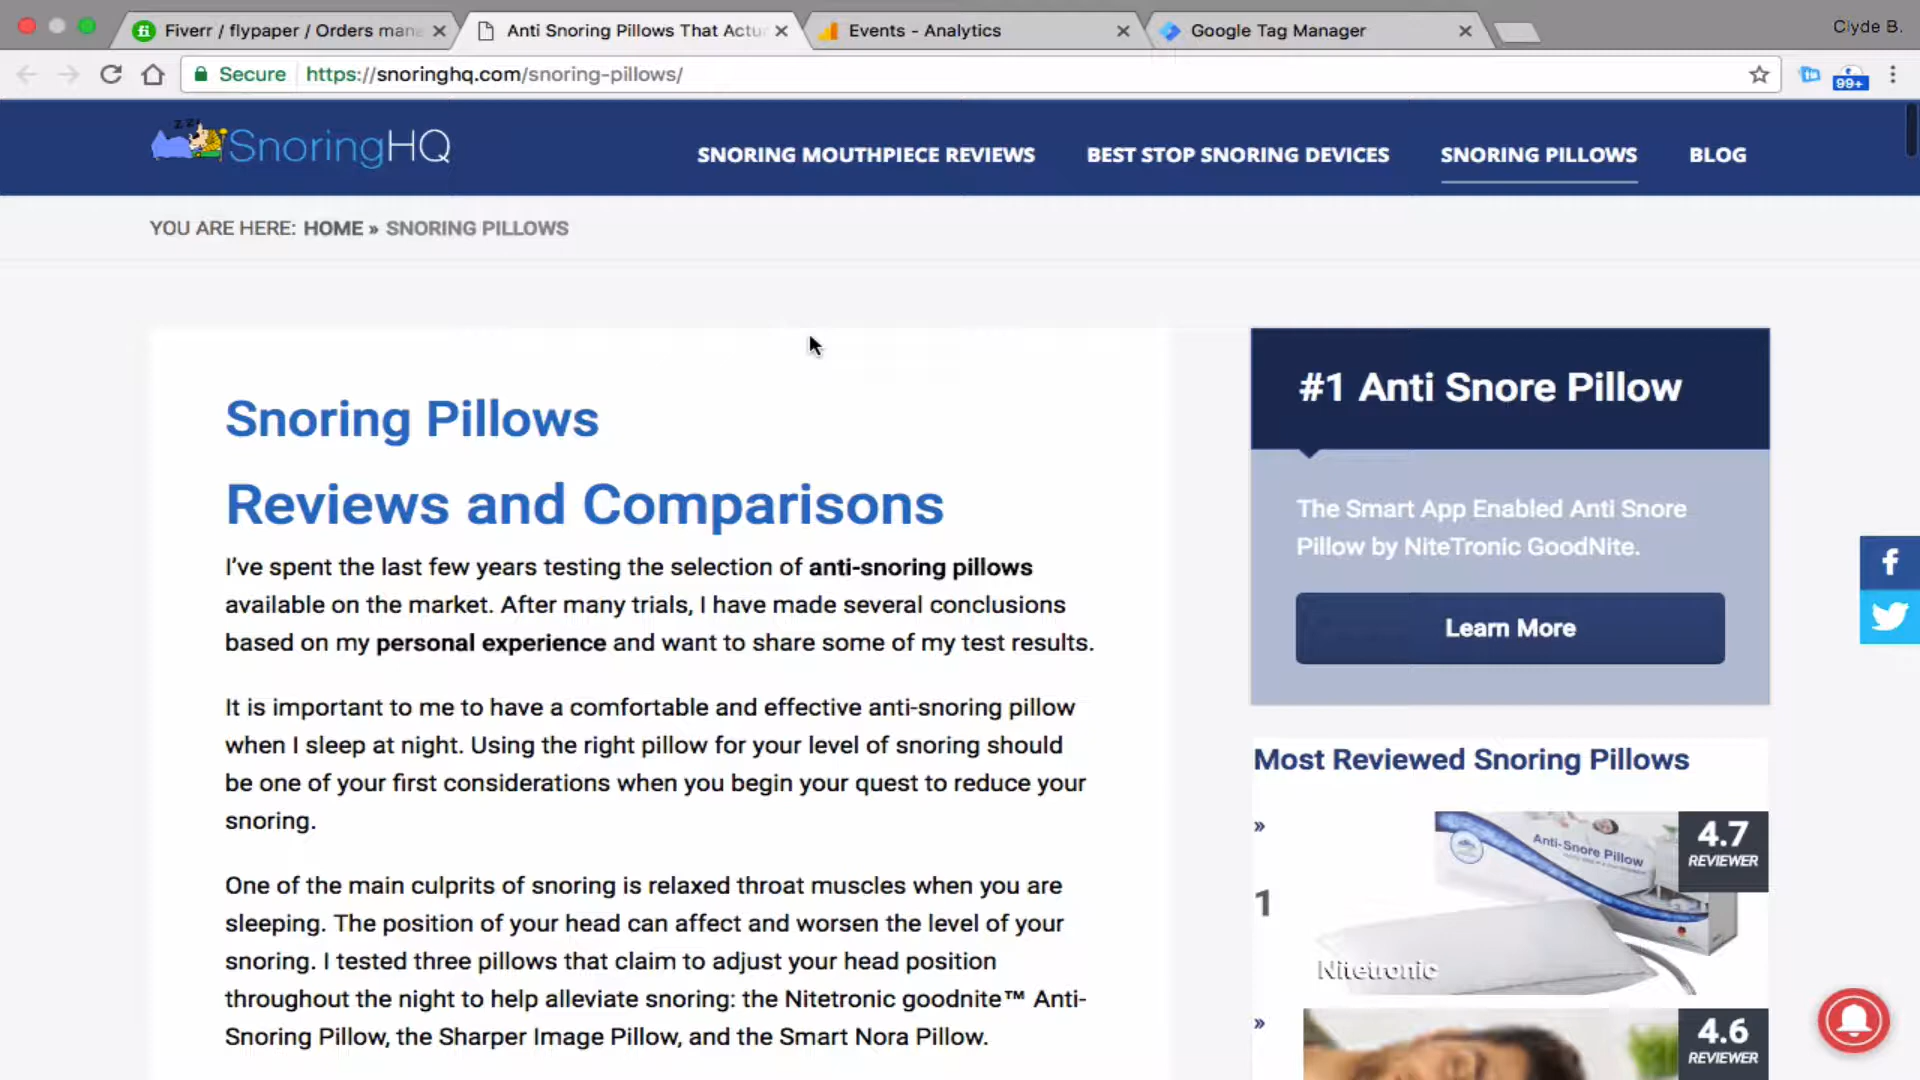 Fiverr / flypaper / Orders mana
Anti Snoring Pillows That Actu
Events - Analytics
Google Tag Manager
Clyde B.
Secure
https://snoringhq.com/snoring-pillows/
99+
zZz
SnoringHQ
SNORING MOUTHPIECE REVIEWS
BEST STOP SNORING DEVICES
SNORING PILLOWS
BLOG
YOU ARE HERE: HOME » SNORING PILLOWS
Snoring Pillows
Reviews and Comparisons
I’ve spent the last few years testing the selection of anti-snoring pillows
available on the market. After many trials, I have made several conclusions
based on my personal experience and want to share some of my test results.
It is important to me to have a comfortable and effective anti-snoring pillow
when I sleep at night. Using the right pillow for your level of snoring should
be one of your first considerations when you begin your quest to reduce your
snoring.
One of the main culprits of snoring is relaxed throat muscles when you are
sleeping. The position of your head can affect and worsen the level of your
snoring. I tested three pillows that claim to adjust your head position
throughout the night to help alleviate snoring: the Nitetronic goodnite™ Anti-
Snoring Pillow, the Sharper Image Pillow, and the Smart Nora Pillow.
#1 Anti Snore Pillow
The Smart App Enabled Anti Snore
Pillow by NiteTronic GoodNite.
Learn More
Most Reviewed Snoring Pillows
»
1
Anti-Snore Pillow
4.7
REVIEWER
Nitetronic
»
4.6
REVIEWER